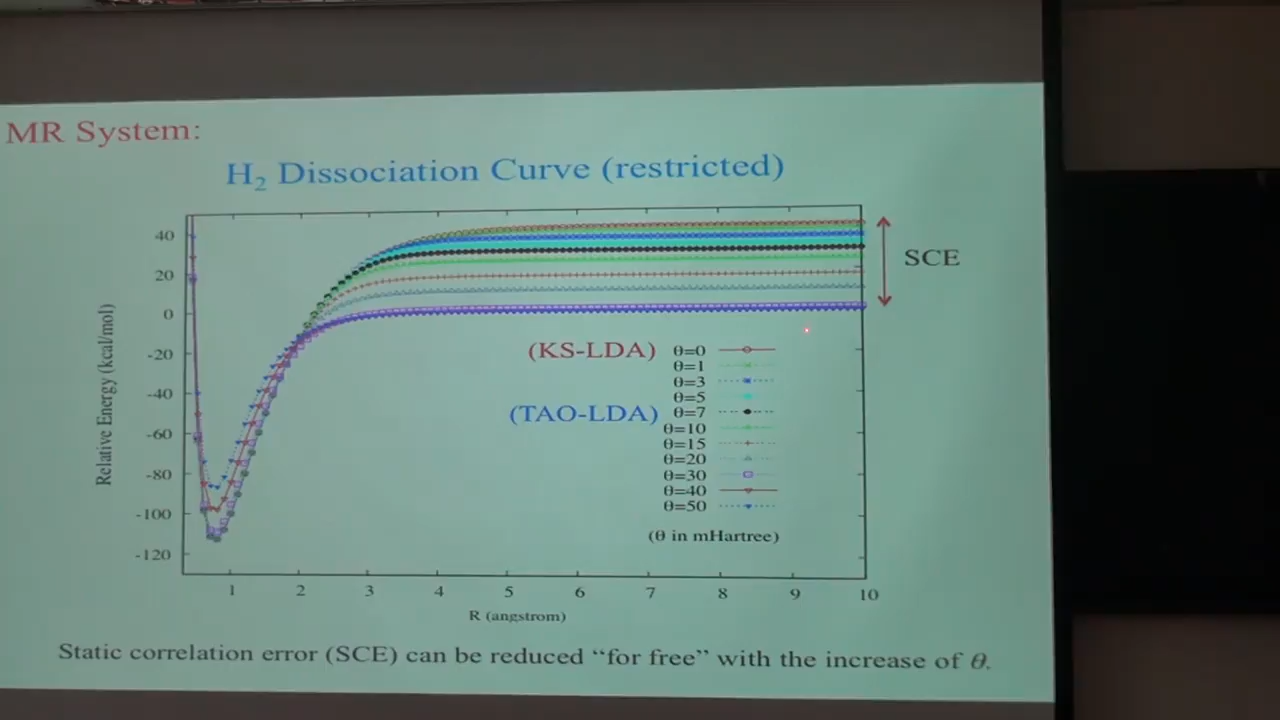 MR System:
H₂ Dissociation Curve (restricted)
40
20
0
-20
-40
-60
-80
-100
-120
Relative Energy (kcal/mol)
SCE
(KS-LDA)
(TAO-LDA)
θ=0
θ=1
θ=3
θ=5
θ=7
θ=10
θ=15
θ=20
θ=30
θ=40
θ=50
(θ in mHartree)
1 2 3 4 5 6 7 8 9 10
R (angstrom)
Static correlation error (SCE) can be reduced “for free” with the increase of θ.